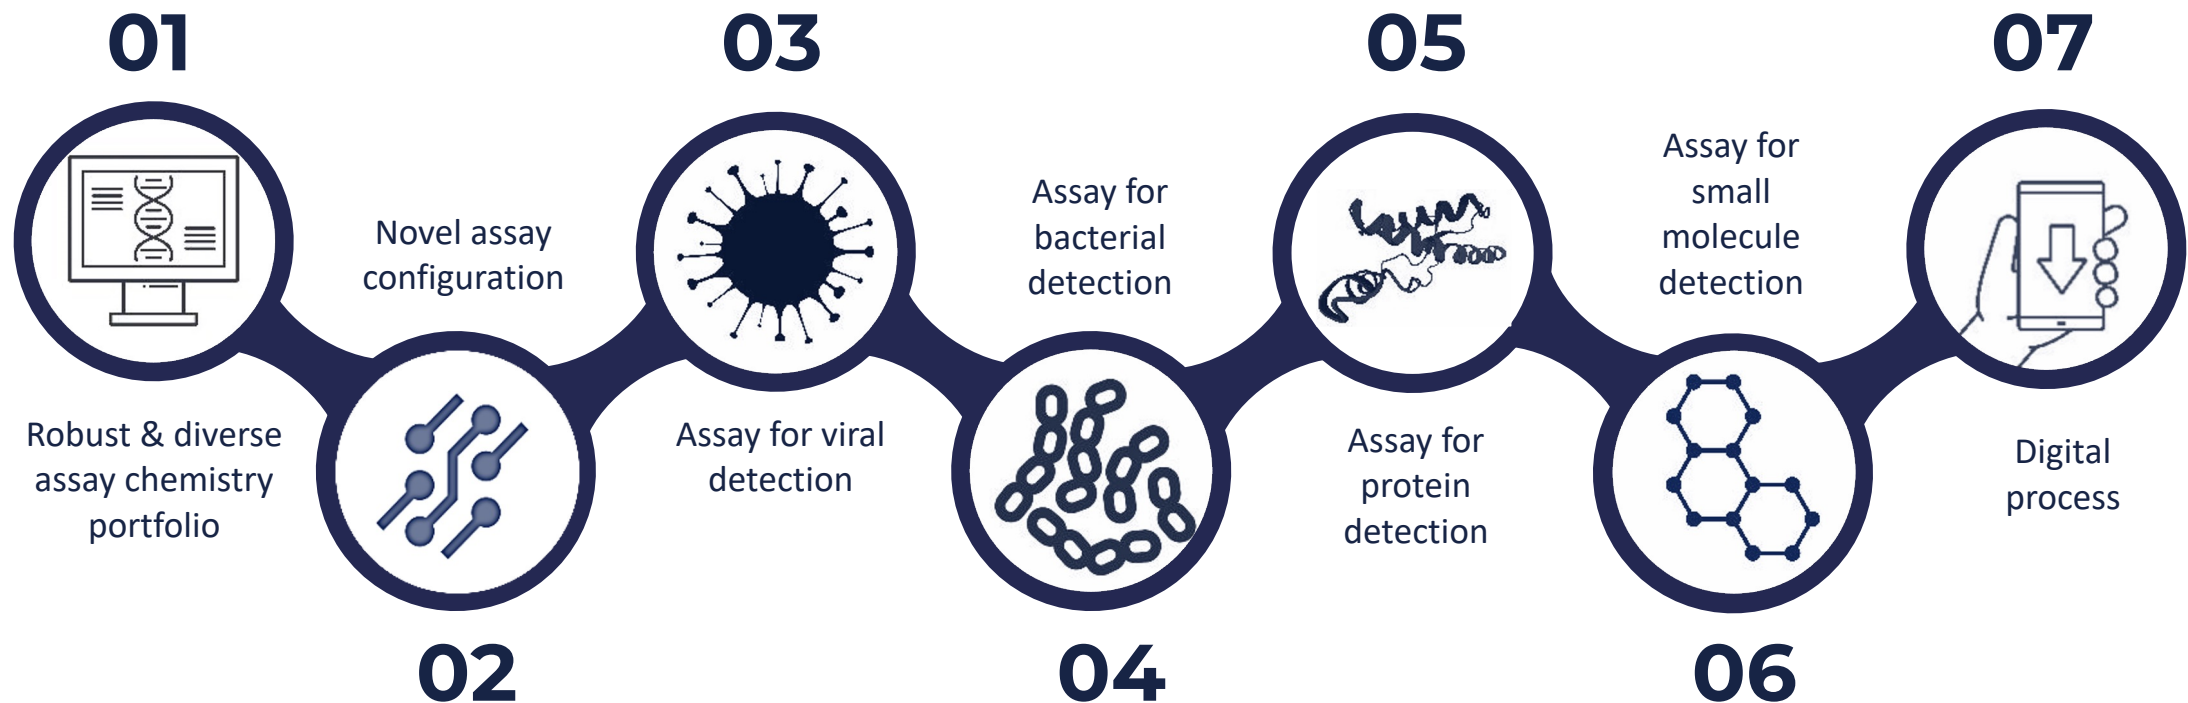 01
Robust & diverse
assay chemistry
portfolio
Novel assay
configuration
02
03
Assay for viral
detection
Assay for
bacterial
detection
04
05
Assay for
protein
detection
Assay for
small
molecule
detection
06
07
Digital
process